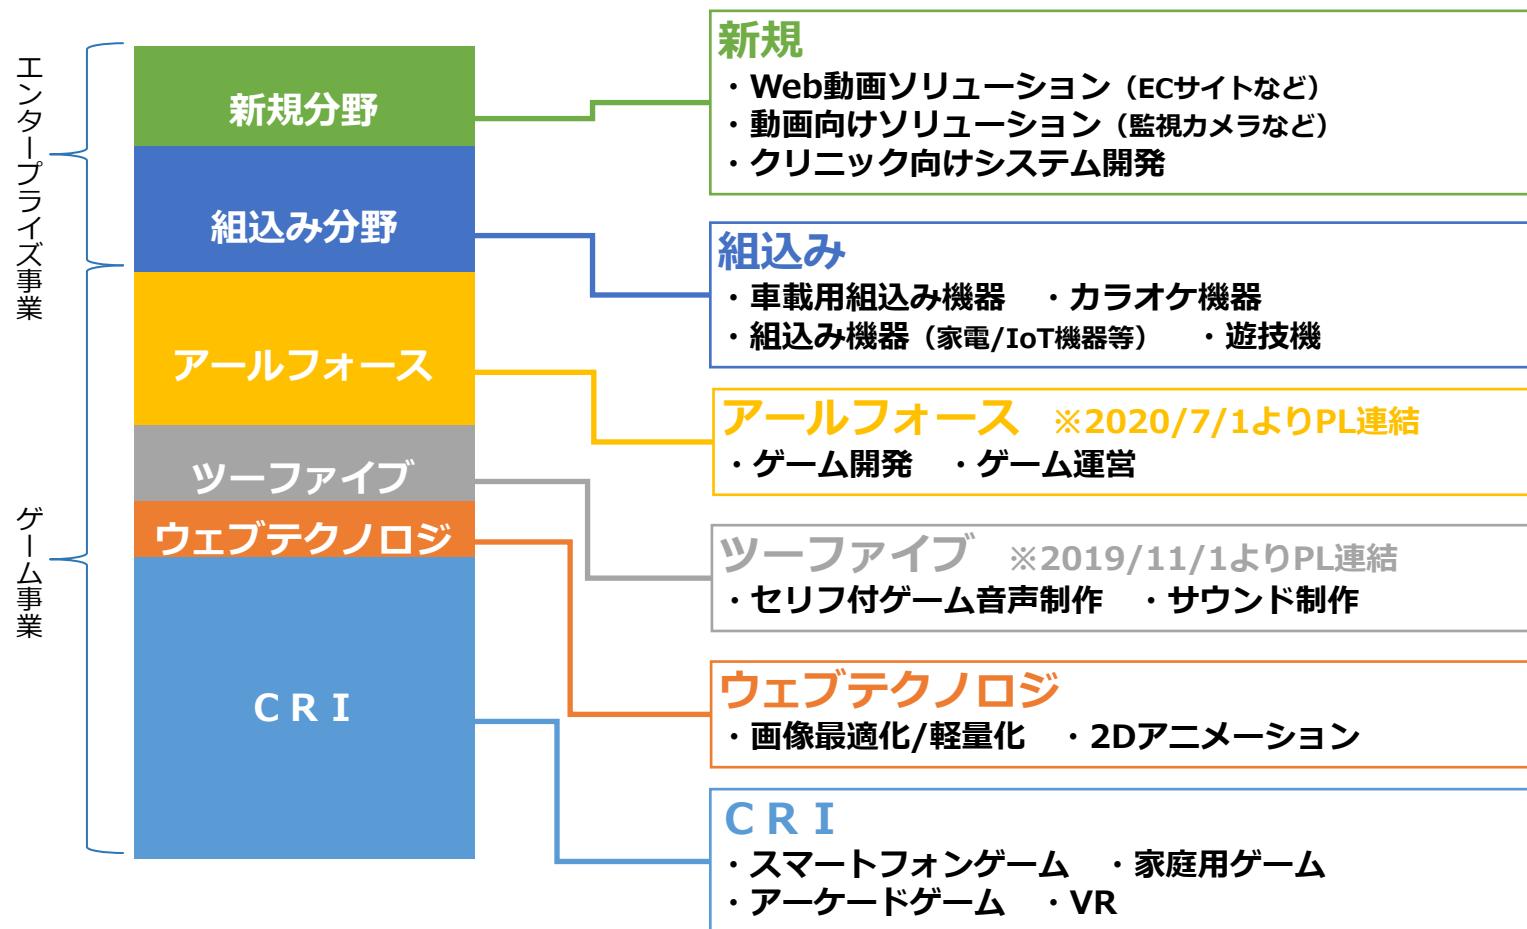 エンタープライズ事業
ゲーム事業
新規分野
組込み分野
アールフォース
ツーファイブ
ウェブテクノロジ
ＣＲＩ
新規
・Web動画ソリューション（ECサイトなど）
・動画向けソリューション（監視カメラなど）
・クリニック向けシステム開発
組込み
・車載用組込み機器　・カラオケ機器
・組込み機器（家電/IoT機器等）　・遊技機
アールフォース　※2020/7/1よりPL連結
・ゲーム開発　・ゲーム運営
ツーファイブ　※2019/11/1よりPL連結
・セリフ付ゲーム音声制作　・サウンド制作
ウェブテクノロジ
・画像最適化/軽量化　・2Dアニメーション
ＣＲＩ
・スマートフォンゲーム　・家庭用ゲーム
・アーケードゲーム　・VR